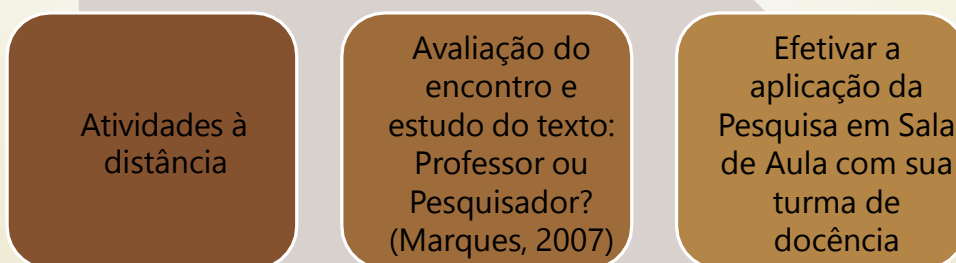 Atividades à
distância
Avaliação do
encontro e
estudo do texto:
Professor ou
Pesquisador?
(Marques, 2007)
Efetivar a
aplicação da
Pesquisa em Sala
de Aula com sua
turma de
docência